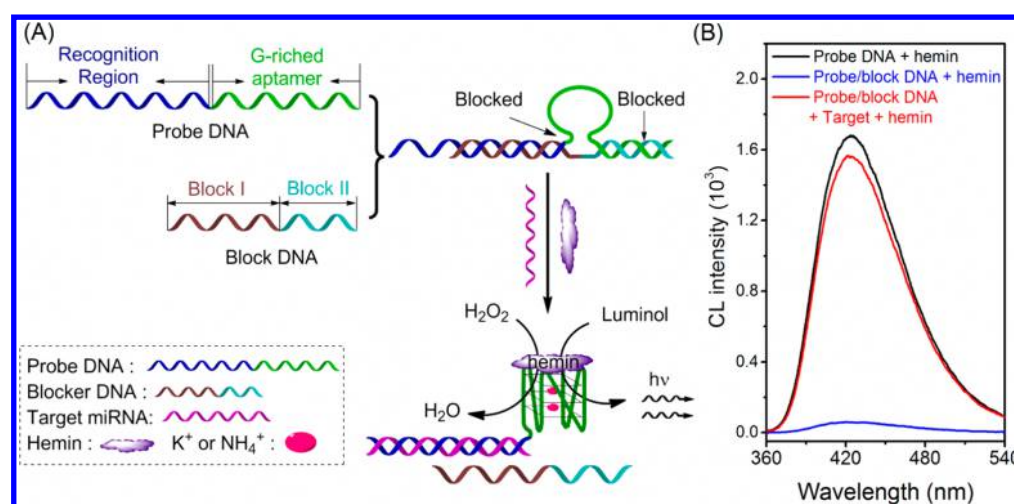 (A)
Recognition
Region
G-riched
aptamer
Probe DNA
Block I
Block II
Block DNA
Blocked
Blocked
H₂O₂
Luminol
hemin
hν
H₂O
Probe DNA :
Blocker DNA :
Target miRNA:
Hemin : K⁺ or NH₄⁺ :
(B)
Probe DNA + hemin
Probe/block DNA + hemin
Probe/block DNA
+ Target + hemin
CL intensity (10³)
2.0
1.6
1.2
0.8
0.4
0.0
360 420 480 540
Wavelength (nm)